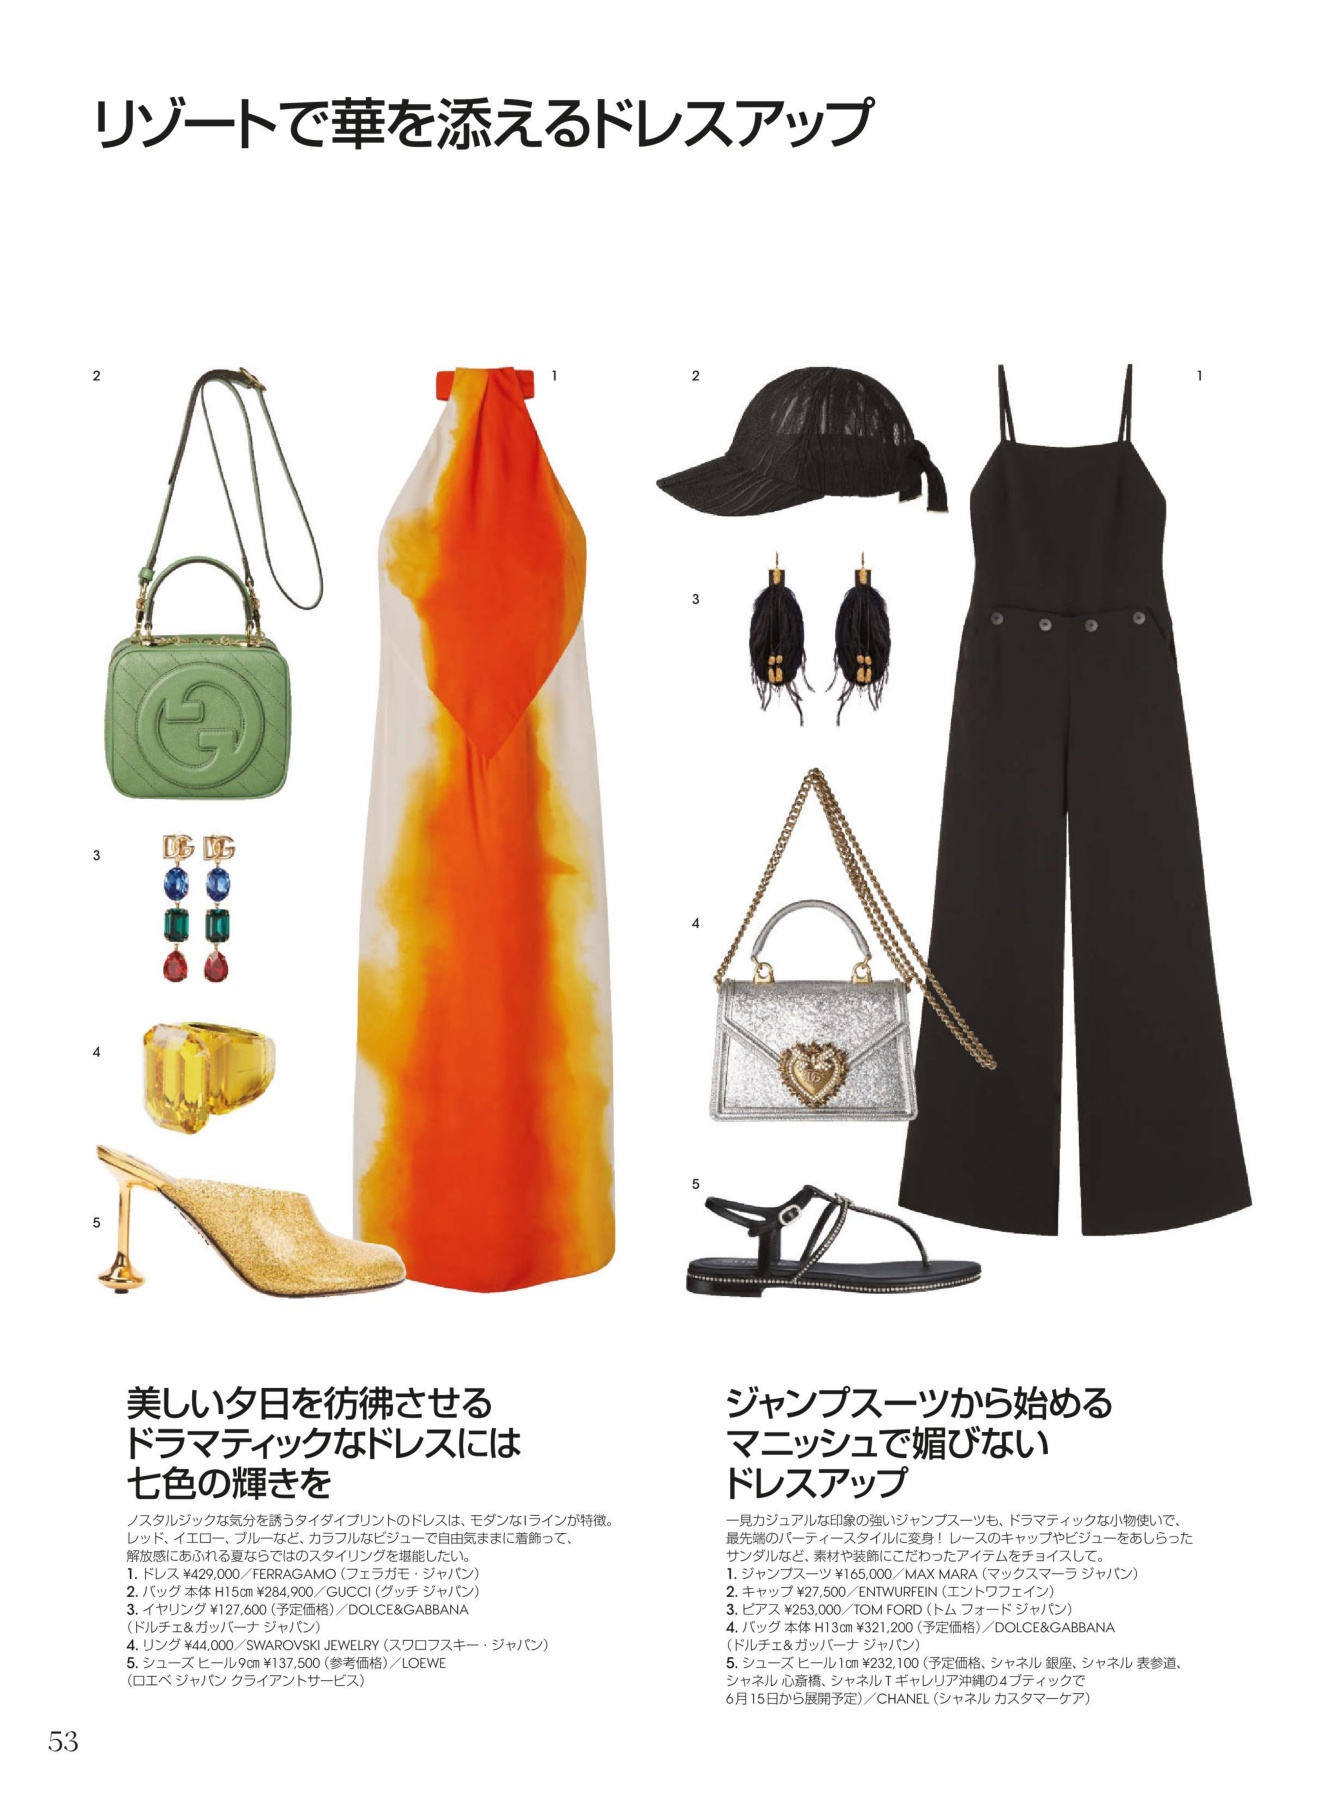 リゾートで華を添えるドレスアップ
2
1
3
4
5
美しい夕日を彷彿させる
ドラマティックなドレスには
七色の輝きを
ノスタルジックな気分を誘うタイダイプリントのドレスは、モダンなIラインが特徴。
レッド、イエロー、ブルーなど、カラフルなビジューで自由気ままに着飾って、
解放感にあふれる夏ならではのスタイリングを堪能したい。
1. ドレス ¥429,000／FERRAGAMO（フェラガモ・ジャパン）
2. バッグ 本体 H15㎝ ¥284,900／GUCCI（グッチ ジャパン）
3. イヤリング ¥127,600（予定価格）／DOLCE&GABBANA
（ドルチェ&ガッバーナ ジャパン）
4. リング ¥44,000／SWAROVSKI JEWELRY（スワロフスキー・ジャパン）
5. シューズ ヒール9㎝ ¥137,500（参考価格）／LOEWE
（ロエベ ジャパン クライアントサービス）
2
1
3
4
5
ジャンプスーツから始める
マニッシュで媚びない
ドレスアップ
一見カジュアルな印象の強いジャンプスーツも、ドラマティックな小物使いで、
最先端のパーティースタイルに変身！ レースのキャップやビジューをあしらった
サンダルなど、素材や装飾にこだわったアイテムをチョイスして。
1. ジャンプスーツ ¥165,000／MAX MARA（マックスマーラ ジャパン）
2. キャップ ¥27,500／ENTWURFEIN（エントワフェイン）
3. ピアス ¥253,000／TOM FORD（トム フォード ジャパン）
4. バッグ 本体 H13㎝ ¥321,200（予定価格）／DOLCE&GABBANA
（ドルチェ&ガッバーナ ジャパン）
5. シューズ ヒール1㎝ ¥232,100（予定価格、シャネル 銀座、シャネル 表参道、
シャネル 心斎橋、シャネル T ギャレリア沖縄の4ブティックで
6月15日から展開予定）／CHANEL（シャネル カスタマーケア）
53